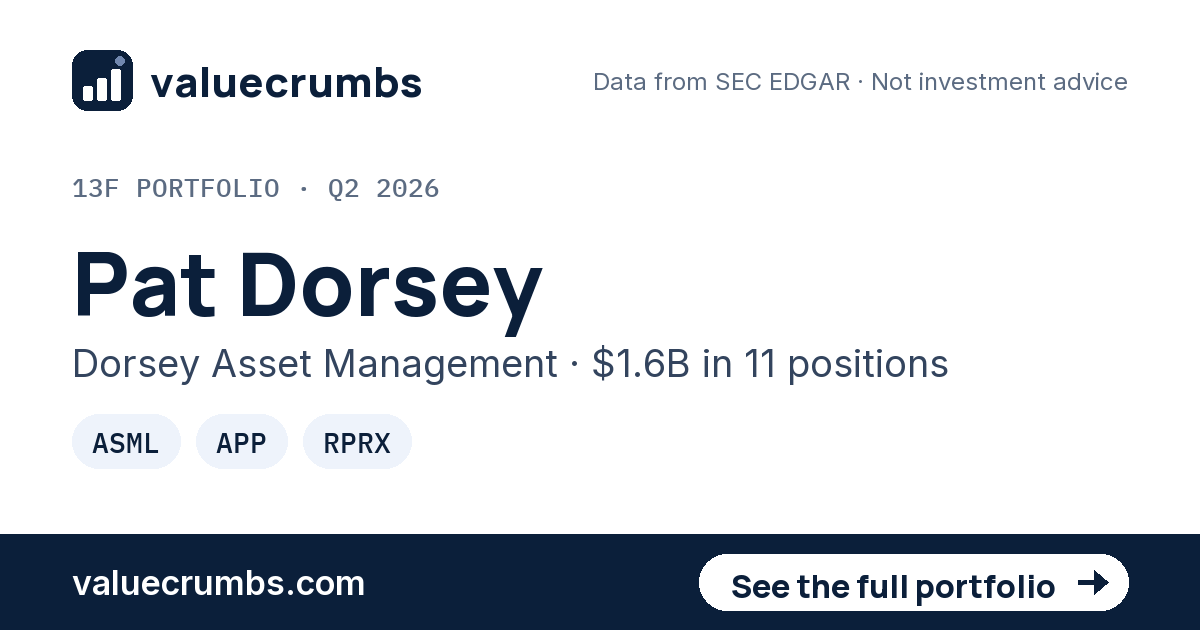 valuecrumbs
Data from SEC EDGAR · Not investment advice
13F PORTFOLIO · Q2 2026
Pat Dorsey
Dorsey Asset Management · $1.6B in 11 positions
ASML APP RPRX
valuecrumbs.com
See the full portfolio →